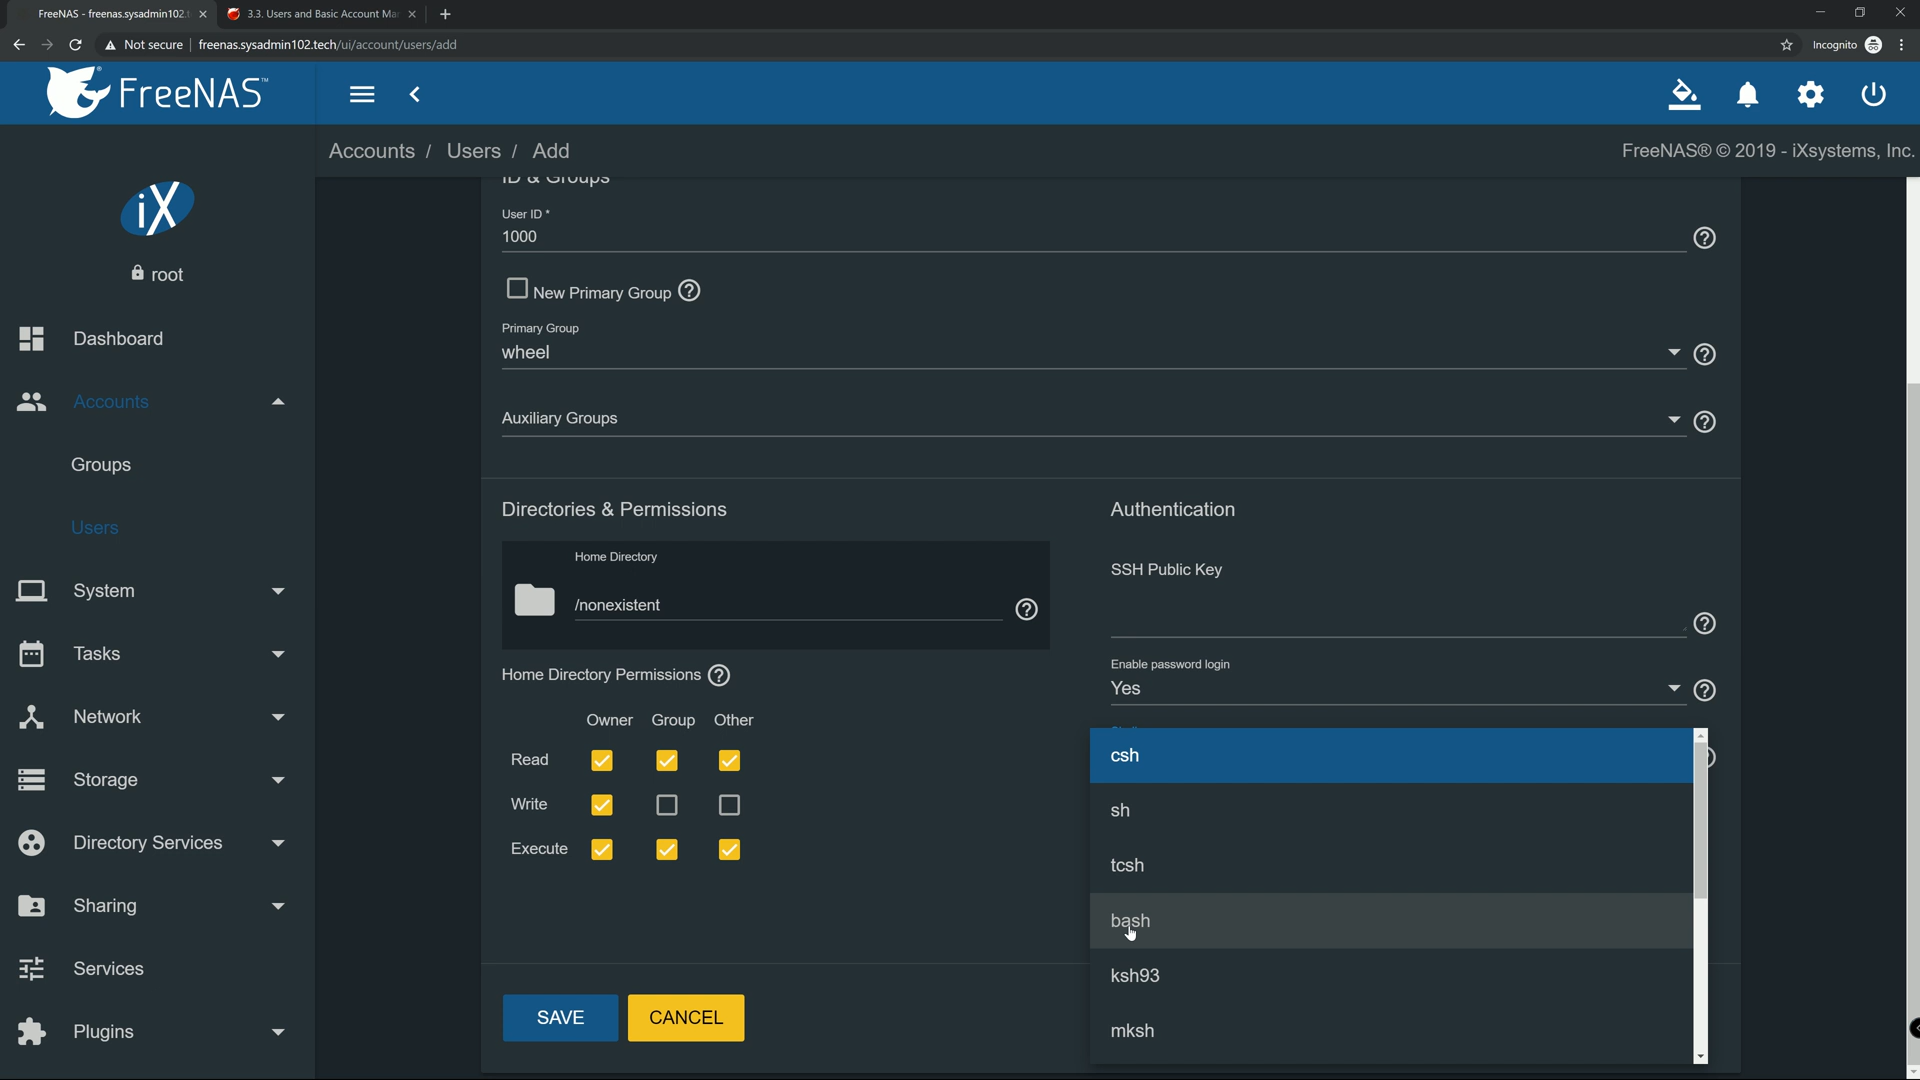 FreeNAS - freenas.sysadmin102.t
3.3. Users and Basic Account Ma
Not secure | freenas.sysadmin102.tech/ui/account/users/add
Incognito
FreeNAS™
Accounts / Users / Add
FreeNAS® © 2019 - iXsystems, Inc.
iX
root
Dashboard
Accounts
Groups
Users
System
Tasks
Network
Storage
Directory Services
Sharing
Services
Plugins
ID & Groups
User ID *
1000
New Primary Group
Primary Group
wheel
Auxiliary Groups
Directories & Permissions
Home Directory
/nonexistent
Home Directory Permissions
Owner Group Other
Read
Write
Execute
SAVE
CANCEL
Authentication
SSH Public Key
Enable password login
Yes
csh
sh
tcsh
bash
ksh93
mksh